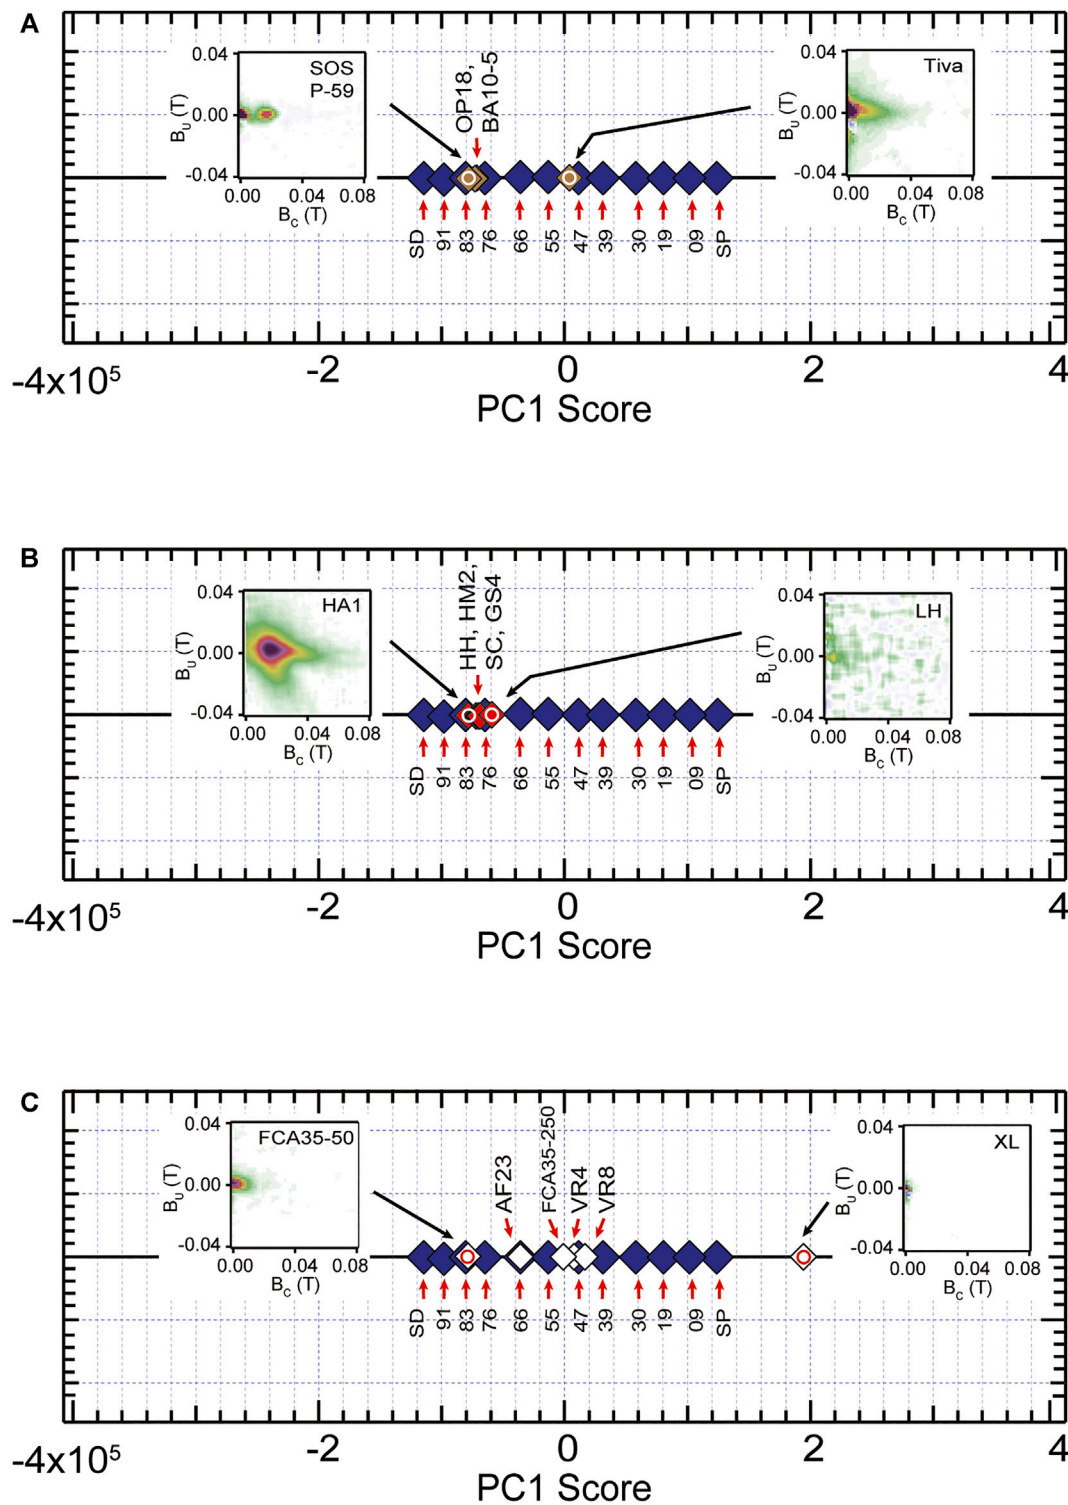 A
0.04
0.00
-0.04
B_U (T)
SOS
P-59
0.00 0.04 0.08
B_C (T)
OP18,
BA10-5
0.04
0.00
-0.04
B_U (T)
Tiva
0.00 0.04 0.08
B_C (T)
SD 91 83 76 66 55 47 39 30 19 09 SP
-4x10⁵ -2 0 2 4
PC1 Score
B
0.04
0.00
-0.04
B_U (T)
HA1
0.00 0.04 0.08
B_C (T)
HH, HM2,
SC, GS4
0.04
0.00
-0.04
B_U (T)
LH
0.00 0.04 0.08
B_C (T)
SD 91 83 76 66 55 47 39 30 19 09 SP
-4x10⁵ -2 0 2 4
PC1 Score
C
0.04
0.00
-0.04
B_U (T)
FCA35-50
0.00 0.04 0.08
B_C (T)
AF23
FCA35-250
VR4
VR8
0.04
0.00
-0.04
B_U (T)
XL
0.00 0.04 0.08
B_C (T)
SD 91 83 76 66 55 47 39 30 19 09 SP
-4x10⁵ -2 0 2 4
PC1 Score